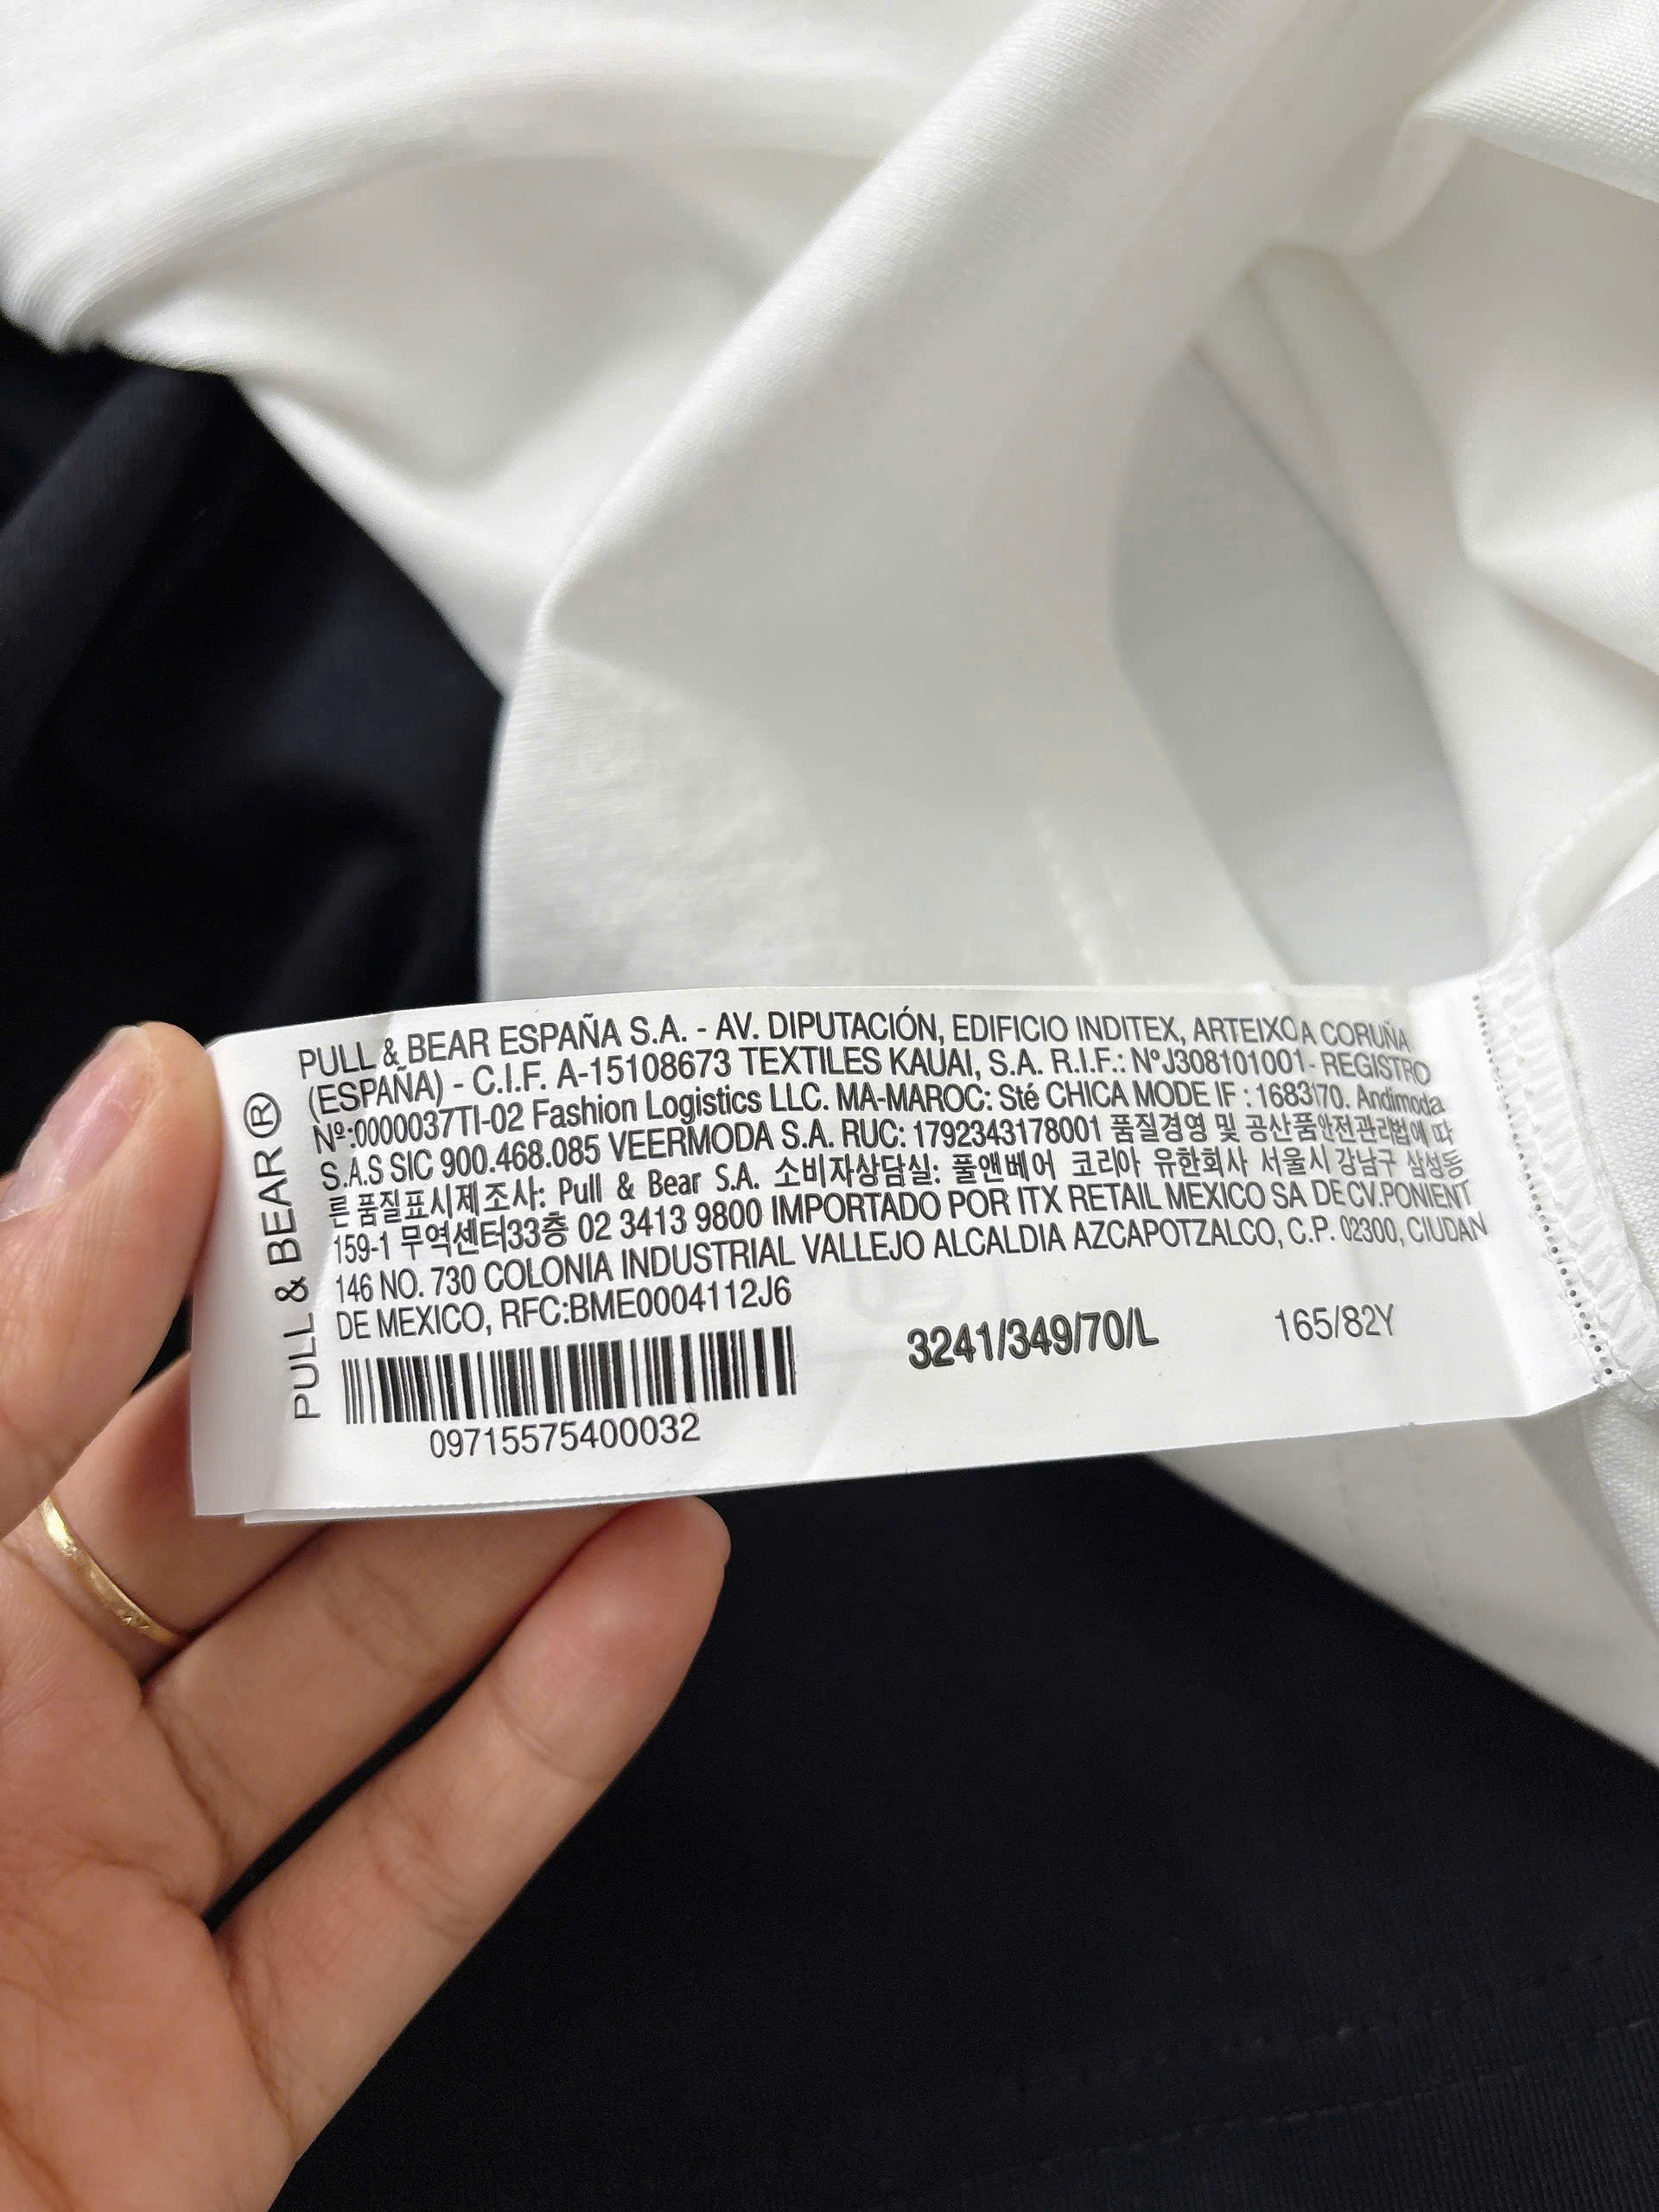 PULL & BEAR®
PULL & BEAR ESPAÑA S.A. - AV. DIPUTACIÓN, EDIFICIO INDITEX, ARTEIXO A CORUÑA
(ESPAÑA) - C.I.F. A-15108673 TEXTILES KAUAI, S.A. R.I.F.: Nº J308101001- REGISTRO
Nº:0000037TI-02 Fashion Logistics LLC. MA-MAROC: Sté CHICA MODE IF : 1683170. Andimoda
S.A.S SIC 900.468.085 VEERMODA S.A. RUC: 1792343178001 품질경영 및 공산품안전관리법에 따
른 품질표시제조사: Pull & Bear S.A. 소비자상담실: 풀앤베어 코리아 유한회사 서울시 강남구 삼성동
159-1 무역센터33층 02 3413 9800 IMPORTADO POR ITX RETAIL MEXICO SA DE CV.PONIENT
146 NO. 730 COLONIA INDUSTRIAL VALLEJO ALCALDIA AZCAPOTZALCO, C.P. 02300, CIUDAN
DE MEXICO, RFC:BME0004112J6
3241/349/70/L 165/82Y
09715575400032